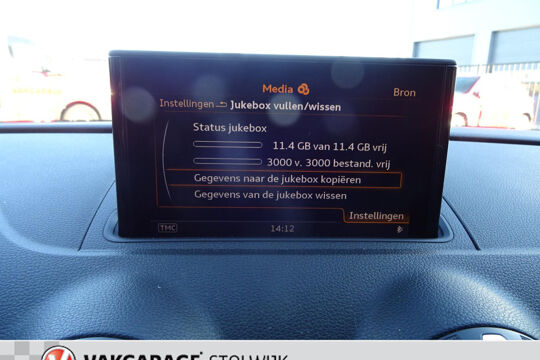 Media
Bron
Instellingen Jukebox vullen/wissen
Status jukebox
11.4 GB van 11.4 GB vrij
3000 v. 3000 bestand. vrij
Gegevens naar de jukebox kopiëren
Gegevens van de jukebox wissen
Instellingen
TMC
14:12
VAKGARAGE STOLWIJK